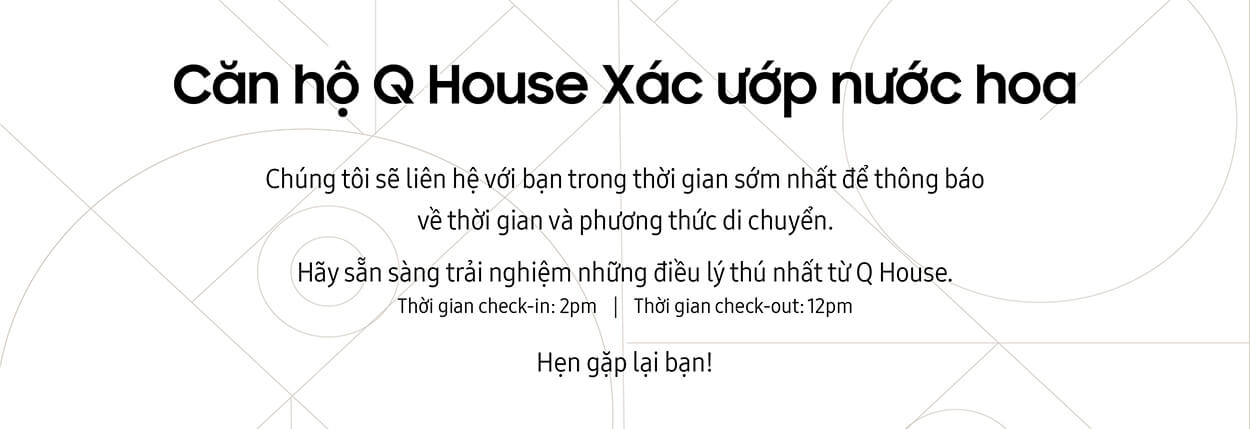 Căn hộ Q House Xác ướp nước hoa
Chúng tôi sẽ liên hệ với bạn trong thời gian sớm nhất để thông báo
về thời gian và phương thức di chuyển.
Hãy sẵn sàng trải nghiệm những điều lý thú nhất từ Q House.
Thời gian check-in: 2pm | Thời gian check-out: 12pm
Hẹn gặp lại bạn!